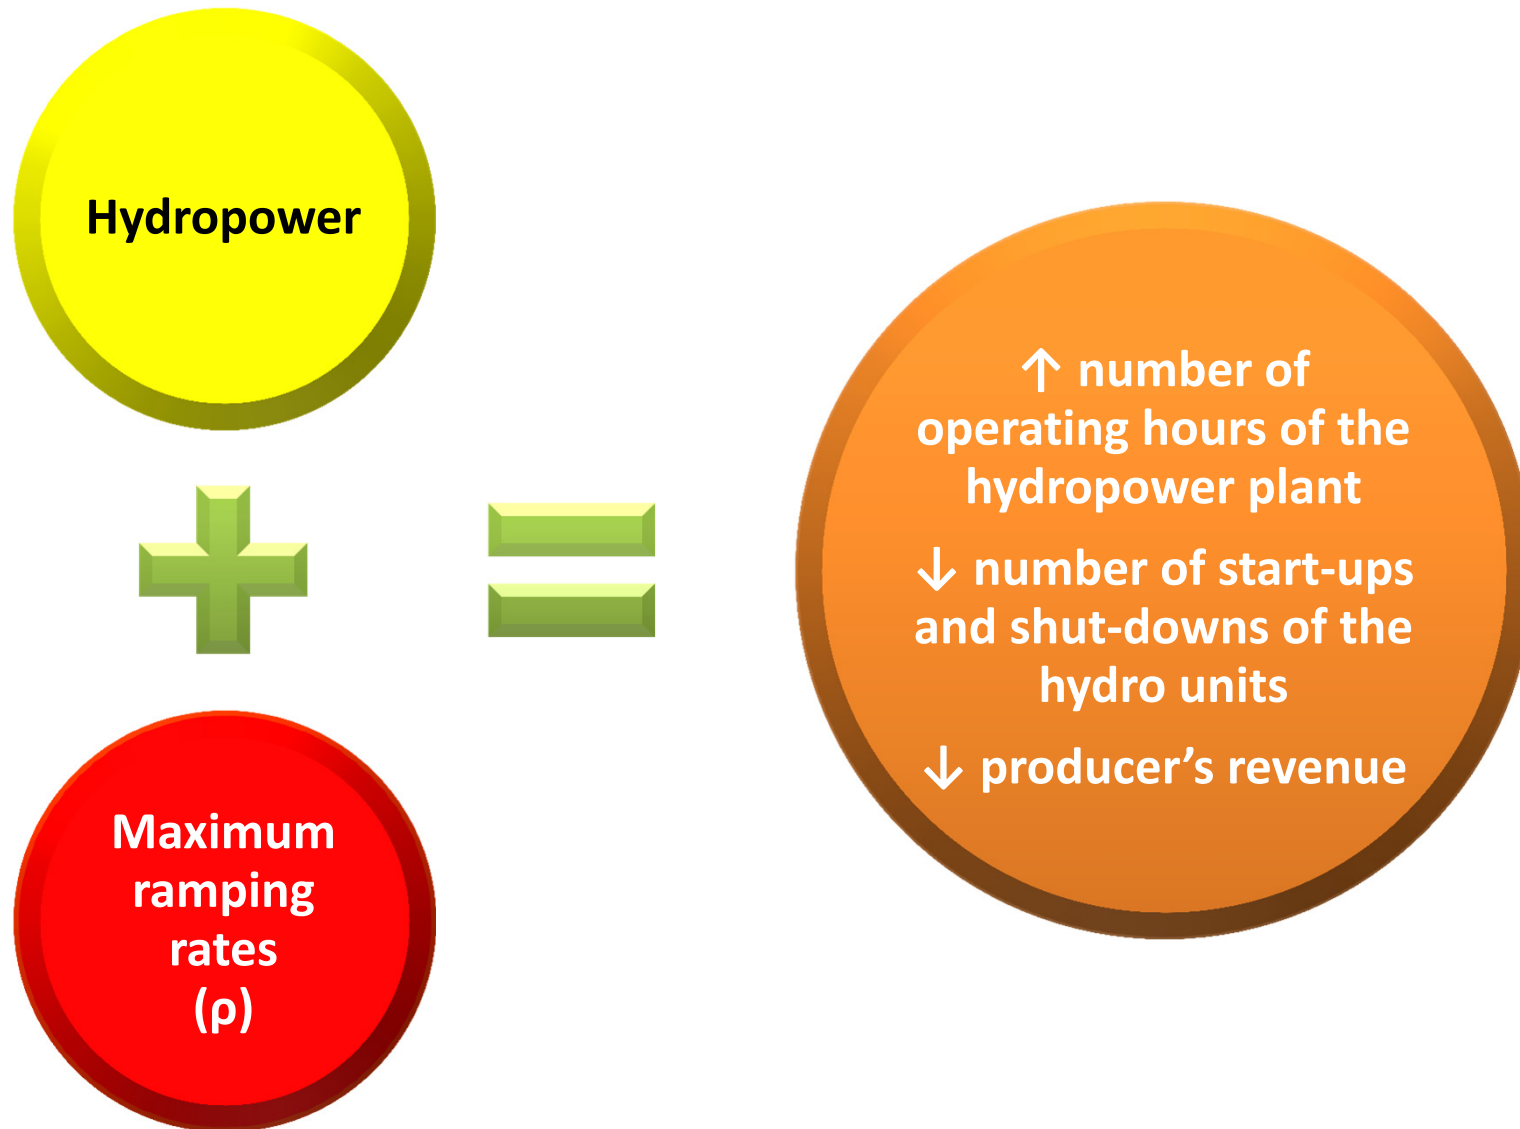 Hydropower
Maximum
ramping
rates
(ρ)
↑ number of
operating hours of the
hydropower plant
↓ number of start-ups
and shut-downs of the
hydro units
↓ producer’s revenue